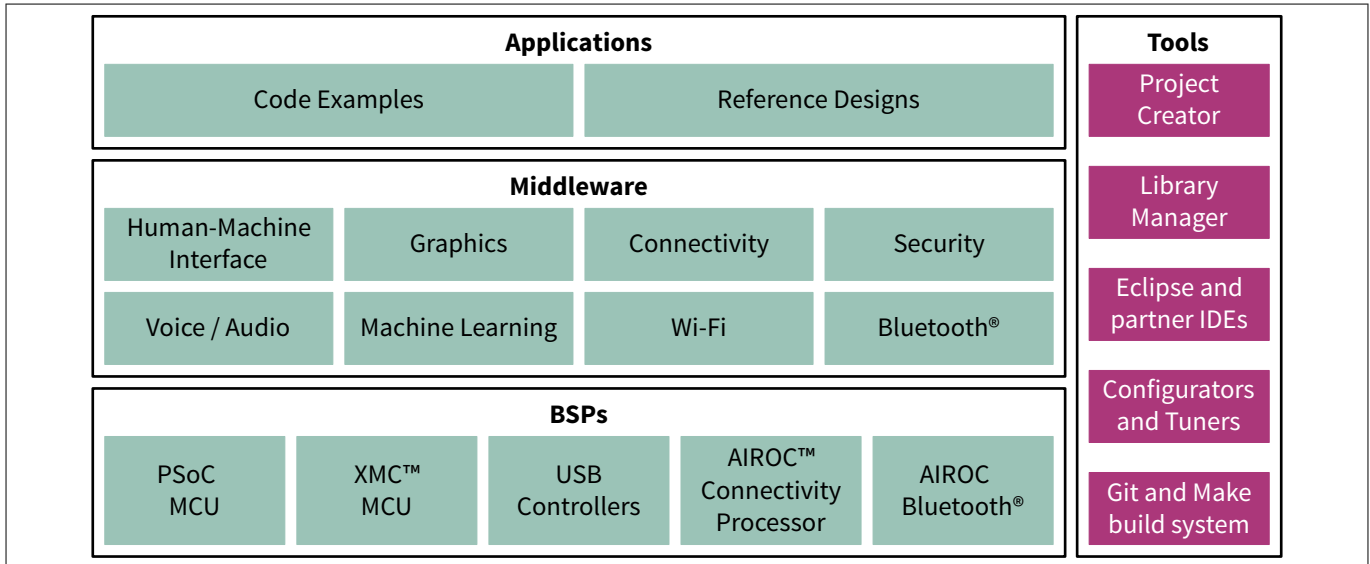 Applications
Code Examples
Reference Designs
Middleware
Human-Machine
Interface
Graphics
Connectivity
Security
Voice / Audio
Machine Learning
Wi-Fi
Bluetooth®
BSPs
PSoC
MCU
XMC™
MCU
USB
Controllers
AIROC™
Connectivity
Processor
AIROC
Bluetooth®
Tools
Project
Creator
Library
Manager
Eclipse and
partner IDEs
Configurators
and Tuners
Git and Make
build system